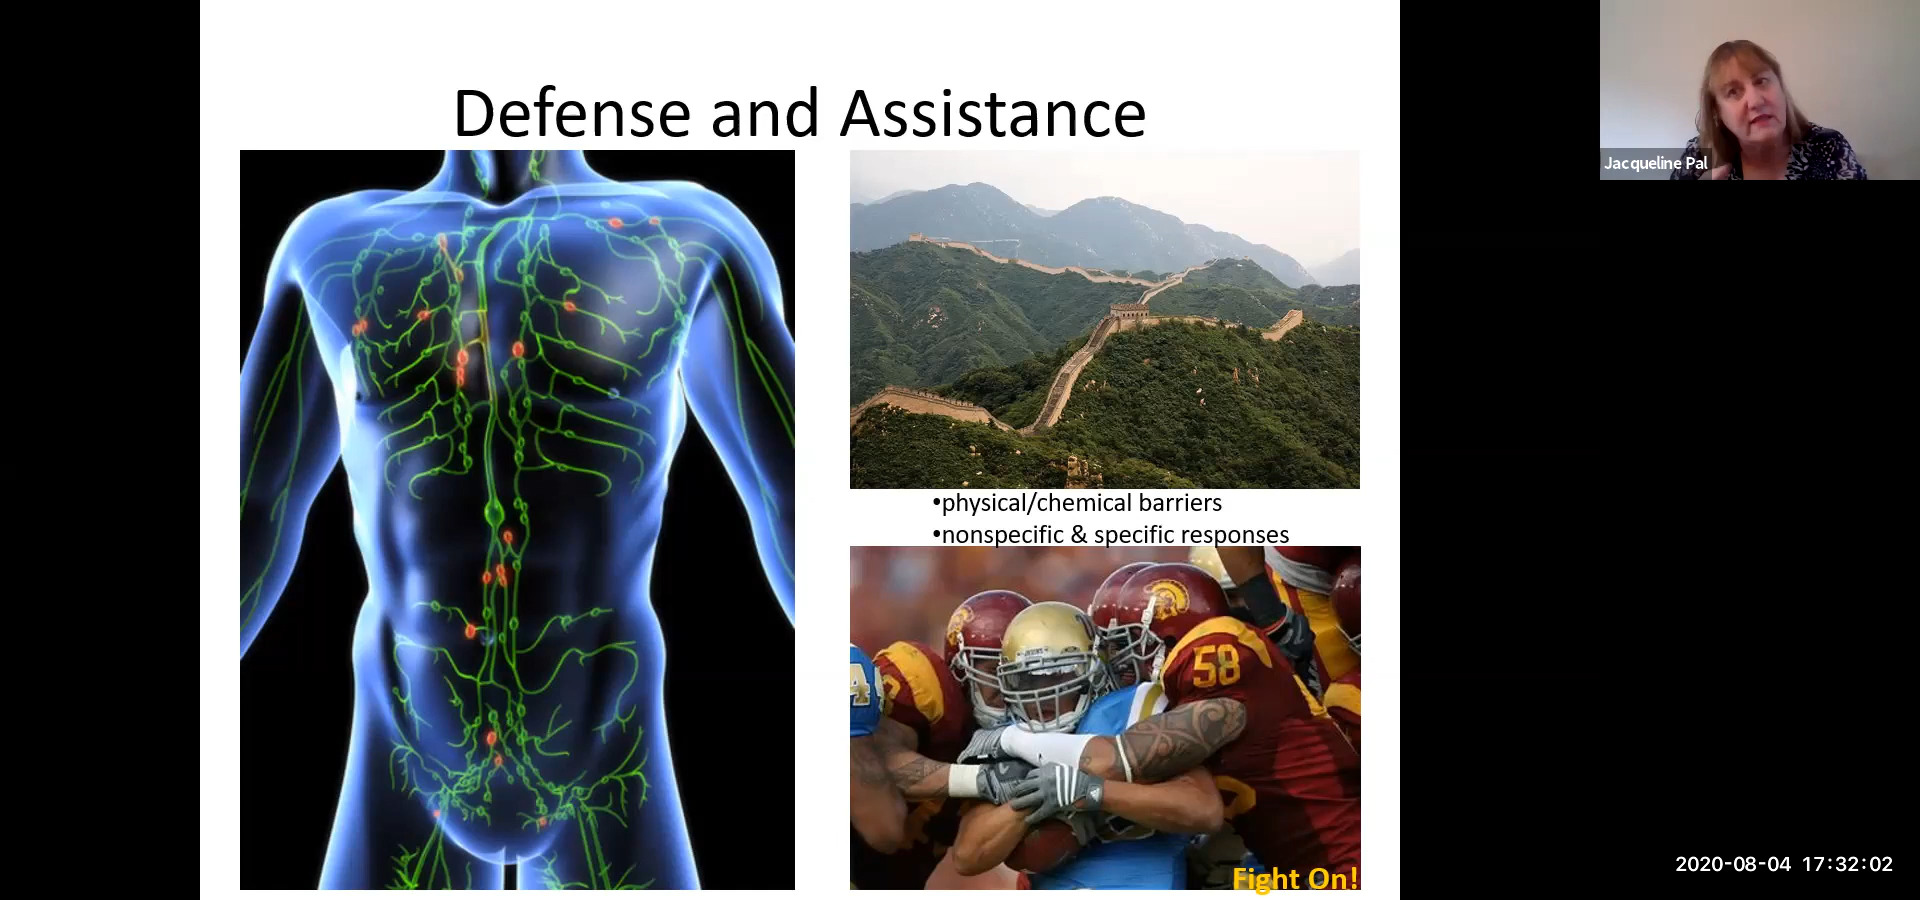 Defense and Assistance
Jacqueline Pal
•physical/chemical barriers
•nonspecific & specific responses
58
4
Fight On!
2020-08-04 17:32:02